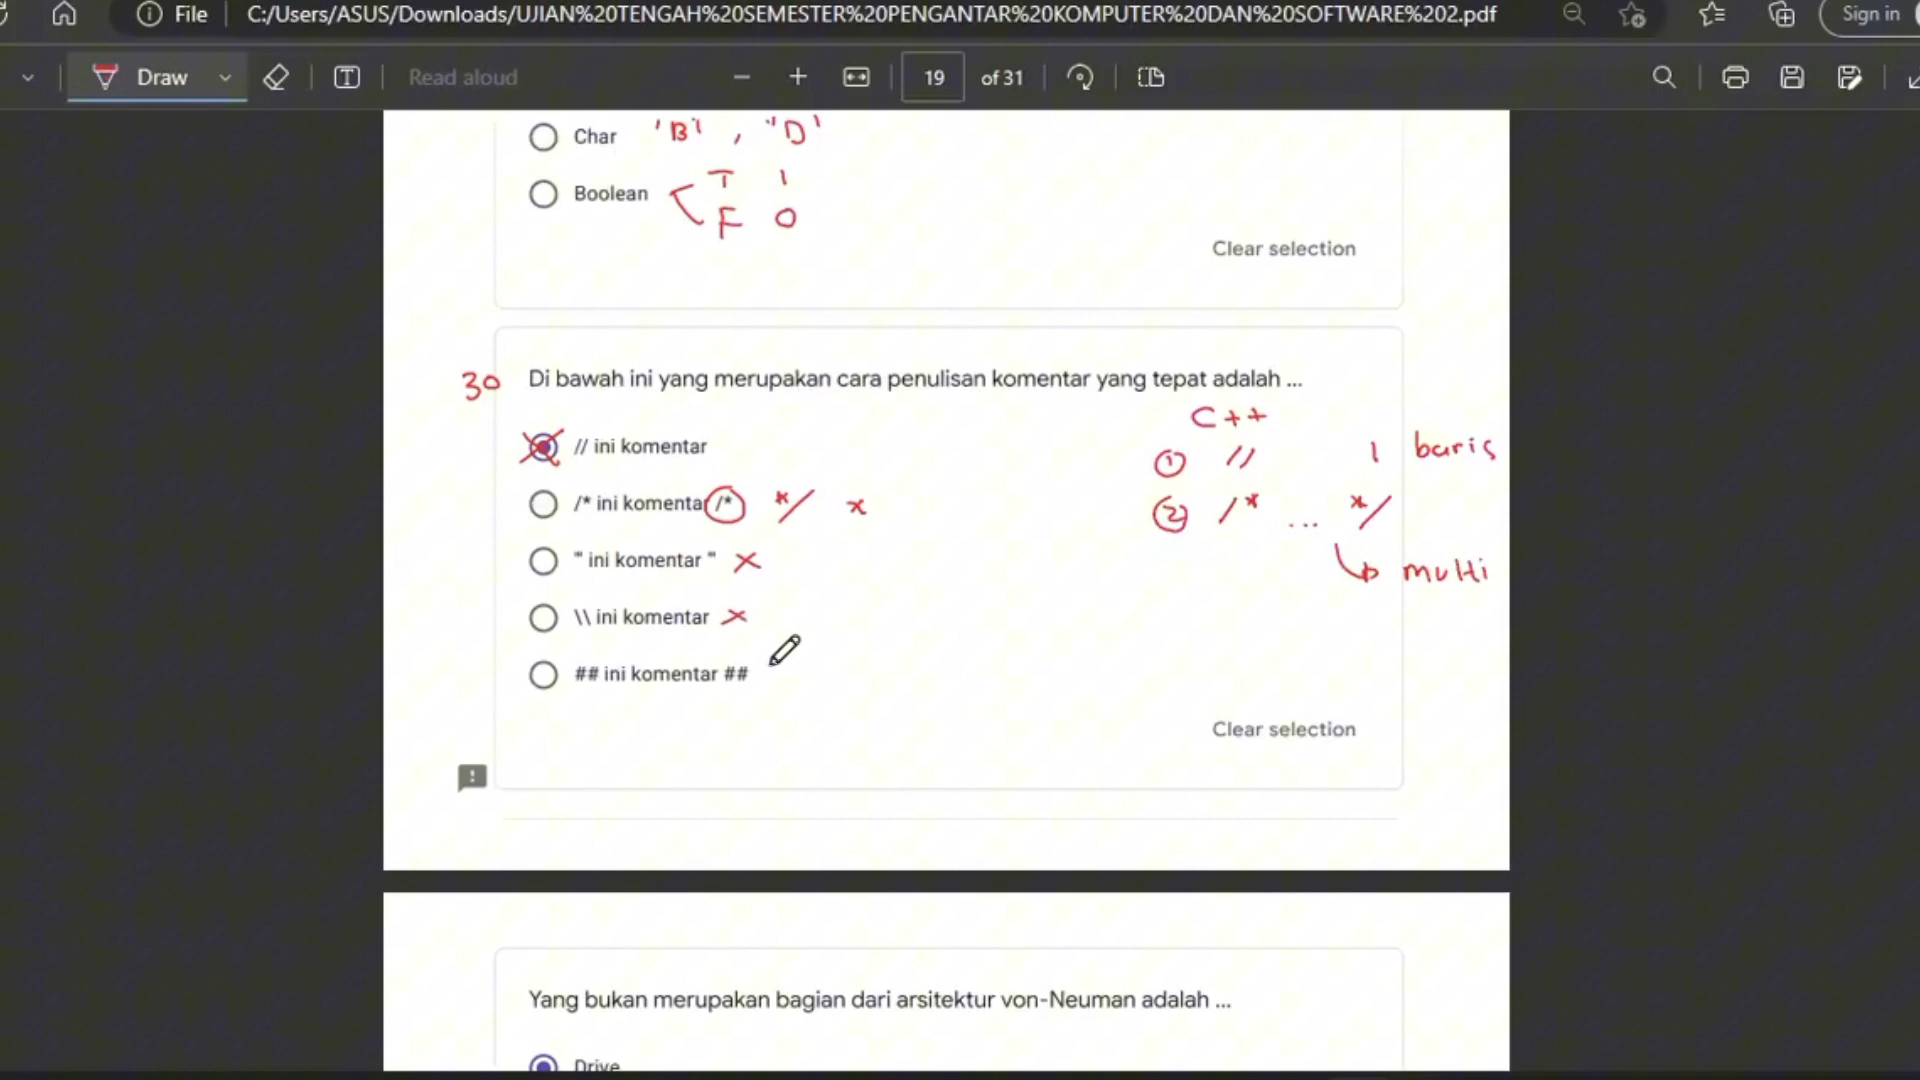 File C:/Users/ASUS/Downloads/UJIAN%20TENGAH%20SEMESTER%20PENGANTAR%20KOMPUTER%20DAN%20SOFTWARE%202.pdf Sign in
Draw Read aloud 19 of 31
Char 'B' , "D'
Boolean T 1
F 0
Clear selection
30 Di bawah ini yang merupakan cara penulisan komentar yang tepat adalah ...
C++
// ini komentar ① // 1 baris
/* ini komentar /* */ x ② /* ... */
" ini komentar " x multi
\\ ini komentar x
## ini komentar ##
Clear selection
Yang bukan merupakan bagian dari arsitektur von-Neuman adalah ...
Drive